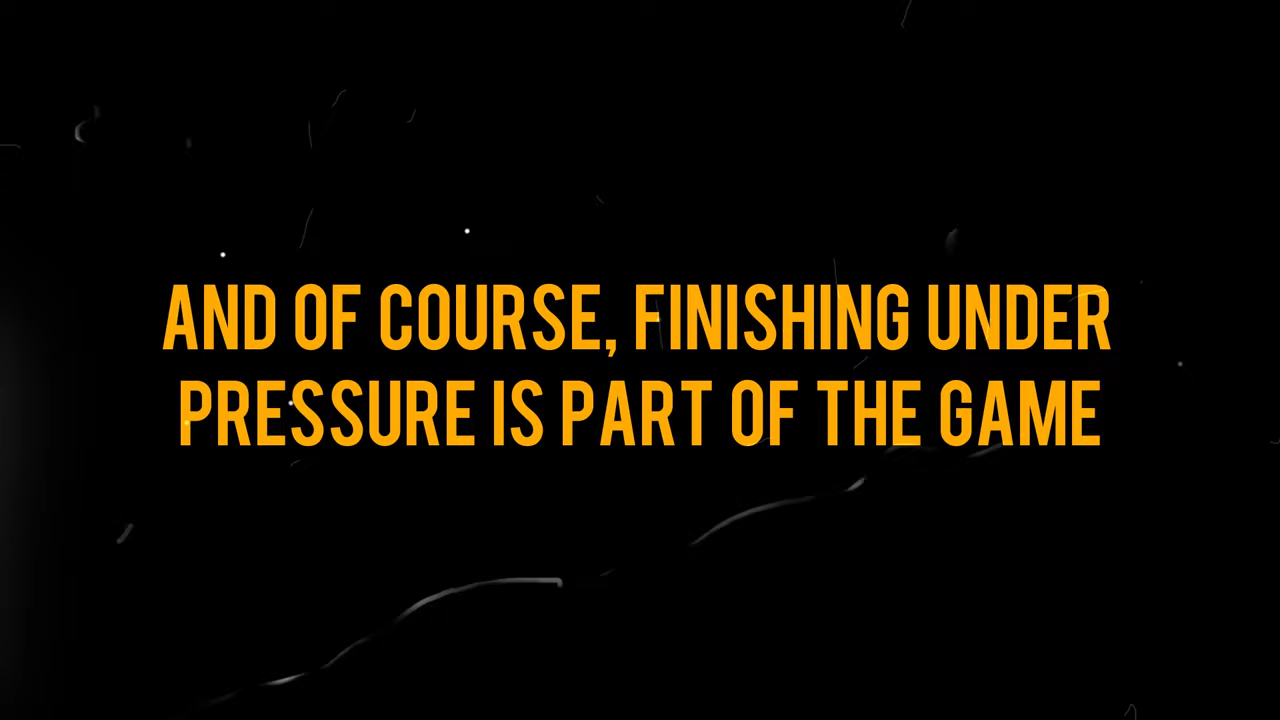 AND OF COURSE, FINISHING UNDER
PRESSURE IS PART OF THE GAME